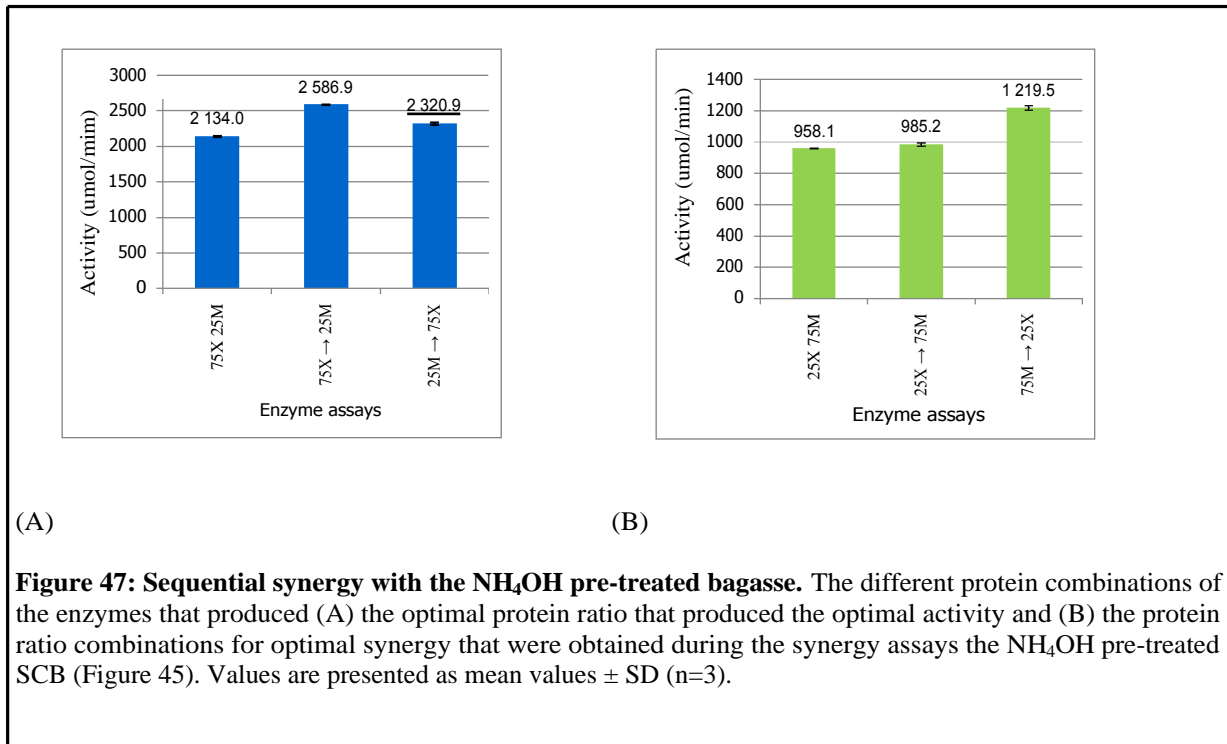 3000
2500
2000
1500
1000
500
0
Activity (umol/mim)
2 134.0
2 586.9
2 320.9
75X 25M
75X → 25M
25M → 75X
Enzyme assays
1400
1200
1000
800
600
400
200
0
Activity (umol/min)
958.1
985.2
1 219.5
25X 75M
25X → 75M
75M → 25X
Enzyme assays
(A)
(B)
Figure 47: Sequential synergy with the NH₄OH pre-treated bagasse. The different protein combinations of
the enzymes that produced (A) the optimal protein ratio that produced the optimal activity and (B) the protein
ratio combinations for optimal synergy that were obtained during the synergy assays the NH₄OH pre-treated
SCB (Figure 45). Values are presented as mean values ± SD (n=3).